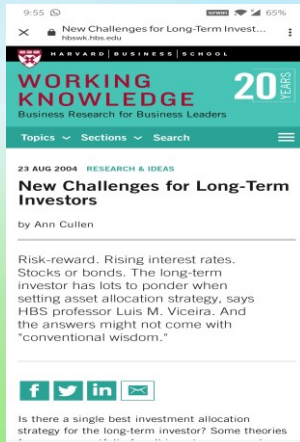 9:55 65%
New Challenges for Long-Term Invest...
hbswk.hbs.edu
HARVARD BUSINESS SCHOOL
WORKING
KNOWLEDGE
20 YEARS
Business Research for Business Leaders
Topics Sections Search
23 AUG 2004 RESEARCH & IDEAS
New Challenges for Long-Term
Investors
by Ann Cullen
Risk-reward. Rising interest rates.
Stocks or bonds. The long-term
investor has lots to ponder when
setting asset allocation strategy, says
HBS professor Luis M. Viceira. And
the answers might not come with
"conventional wisdom."
Is there a single best investment allocation
strategy for the long-term investor? Some theories